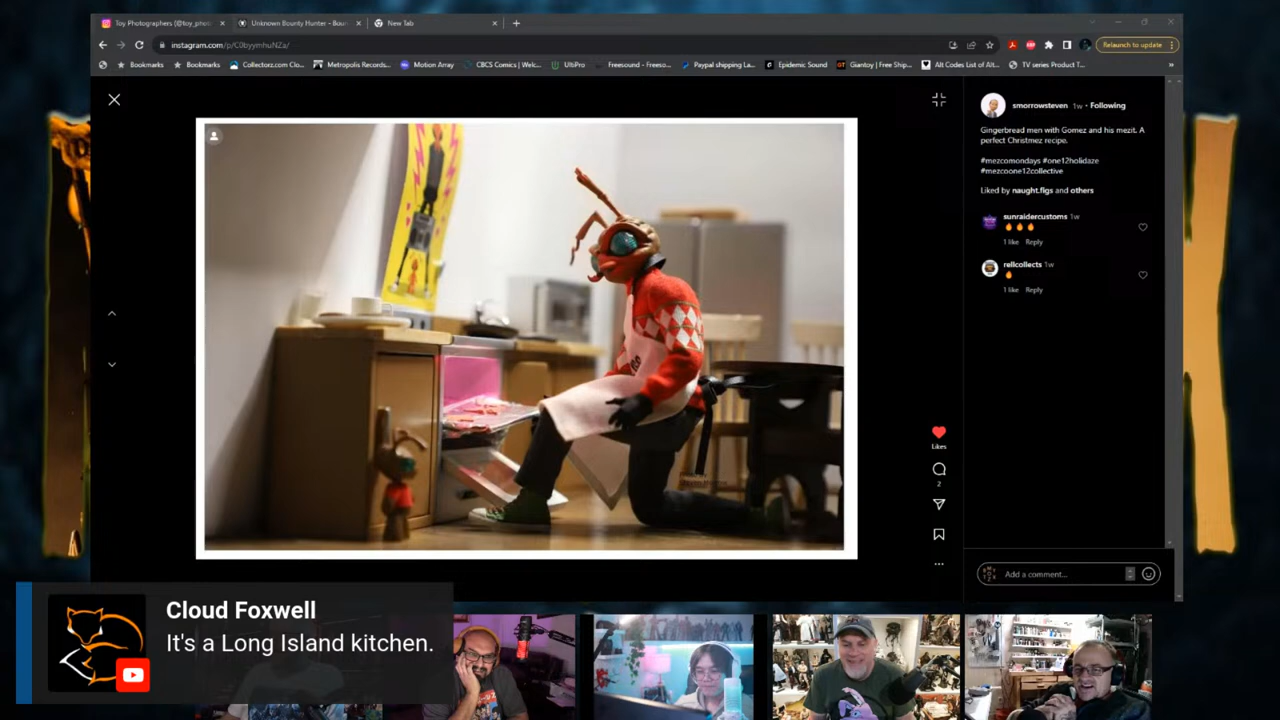 Toy Photographers (@toy_phot
Unknown Bounty Hunter - Bou
New Tab
instagram.com/p/C0byymhuNZa/
Relaunch to update
Bookmarks
Bookmarks
Collectorz.com Clo...
Metropolis Records...
Motion Array
CBCS Comics | Welc...
UltiPro
Freesound - Freeso...
Paypal shipping La...
Epidemic Sound
Giantoy | Free Ship...
Alt Codes List of Alt...
TV series Product T...
smorrowsteven 1w • Following
Gingerbread men with Gomez and his mezit. A
perfect Christmez recipe.
#mezcomondays #one12holidaze
#mezcoone12collective
Liked by naught.figs and others
sunraidercustoms 1w
1 like Reply
rellcollects 1w
1 like Reply
Likes
2
Add a comment...
Cloud Foxwell
It's a Long Island kitchen.